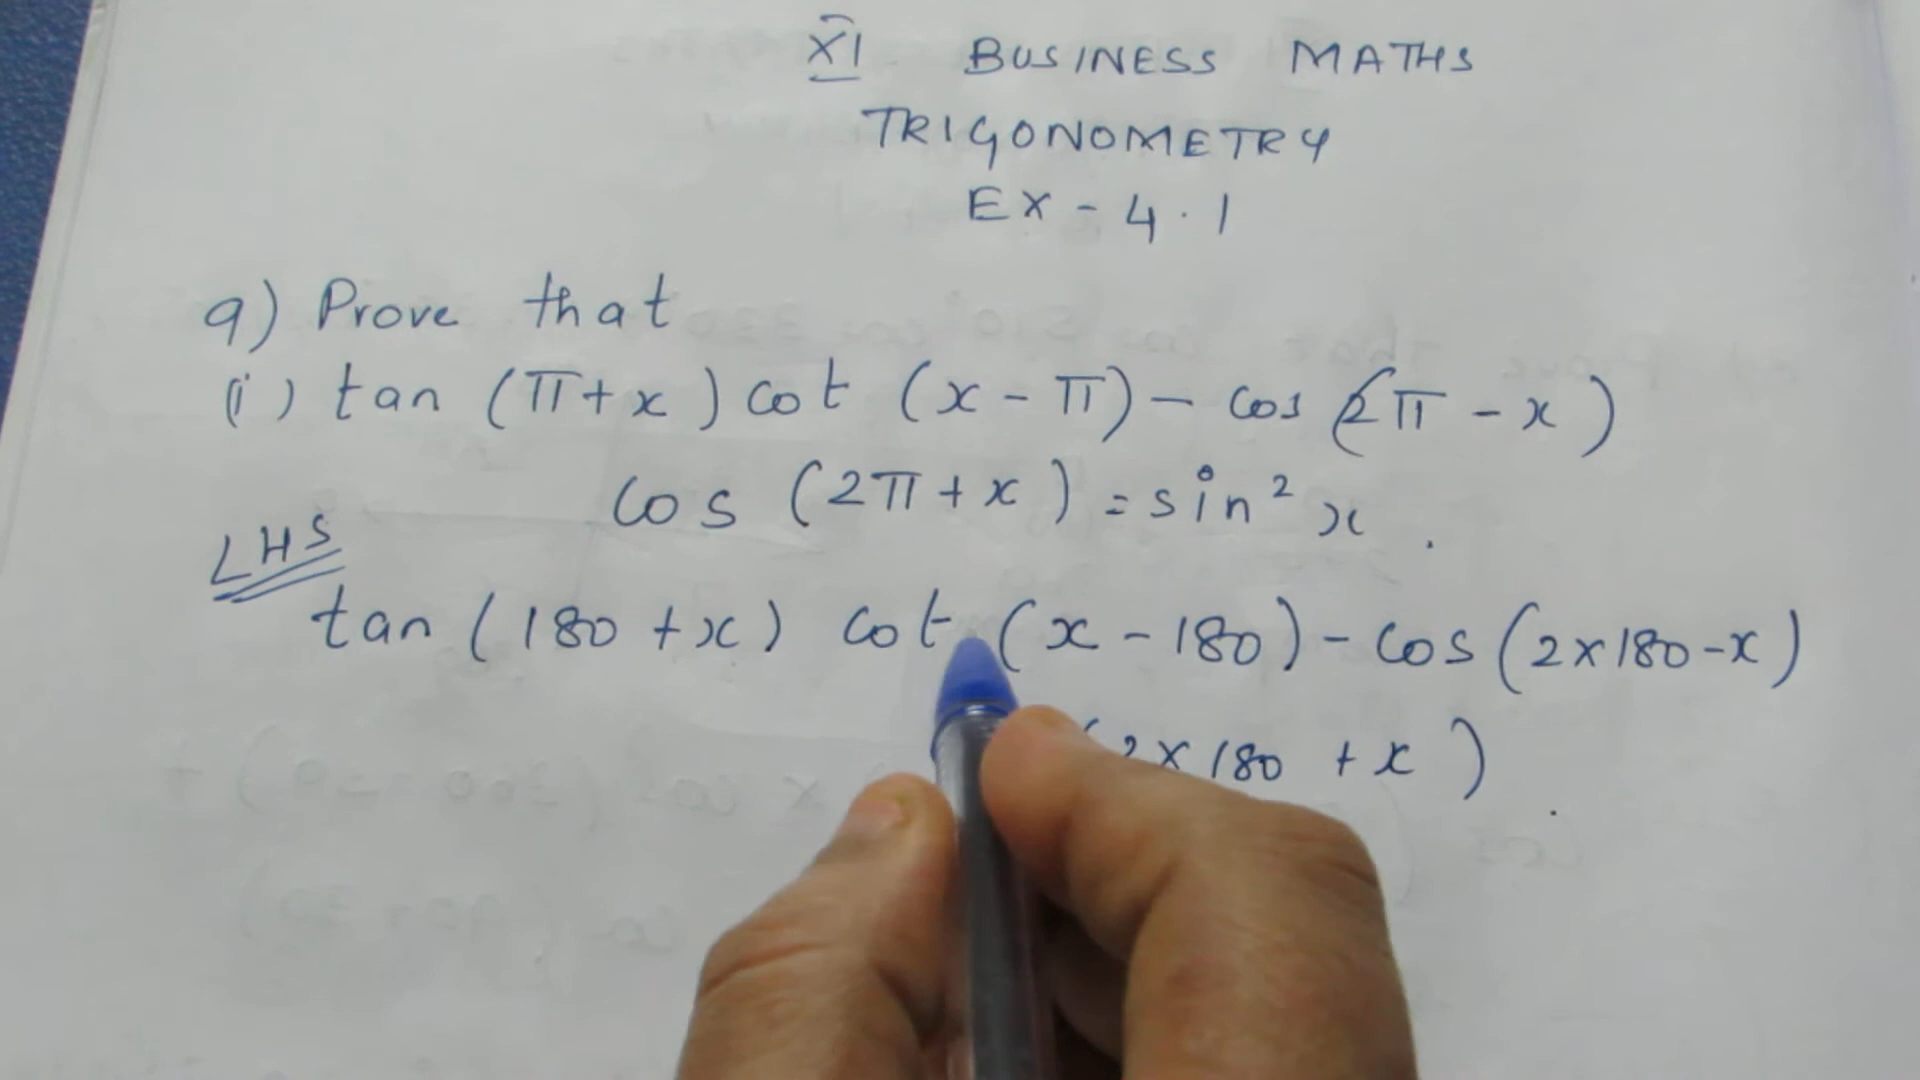 XI BUSINESS MATHS
TRIGONOMETRY
EX - 4.1
9) Prove that
(i) tan (π+x) cot (x-π) - cos (2π - x)
cos (2π + x) = sin² x.
LHS
tan (180 + x) cot (x - 180) - cos (2x180-x)
(2x180 + x).